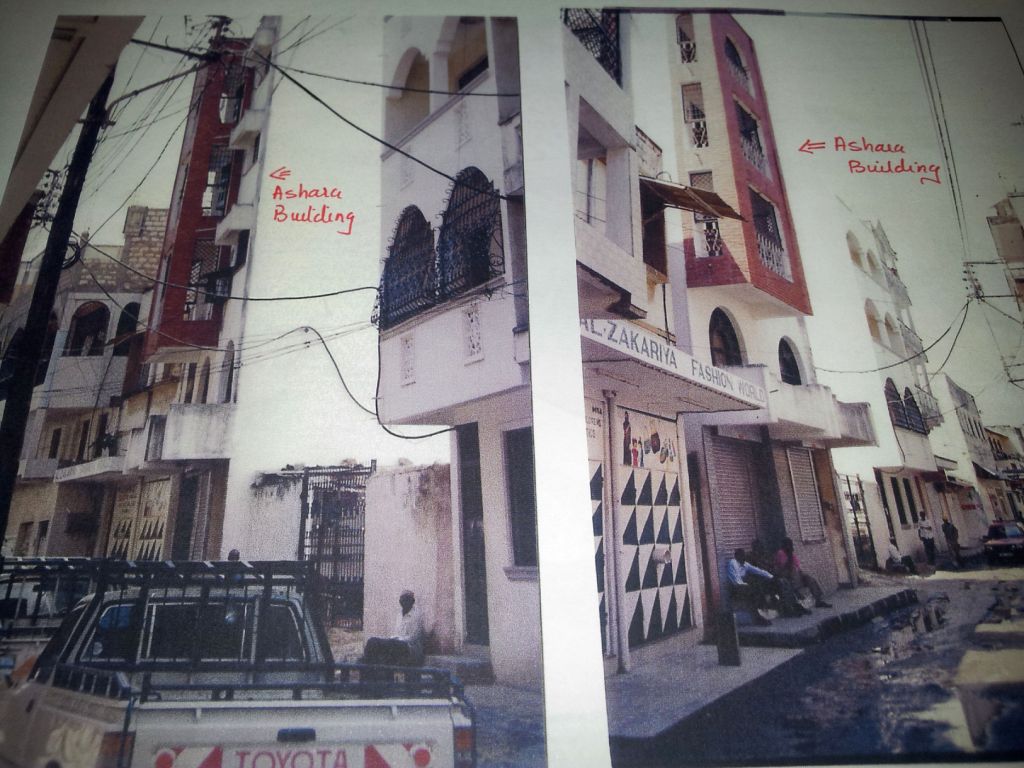 ⇐
Ashara
Building
TOYOTA
⇐ Ashara
Building
AL-ZAKARIYA FASHION WORLD